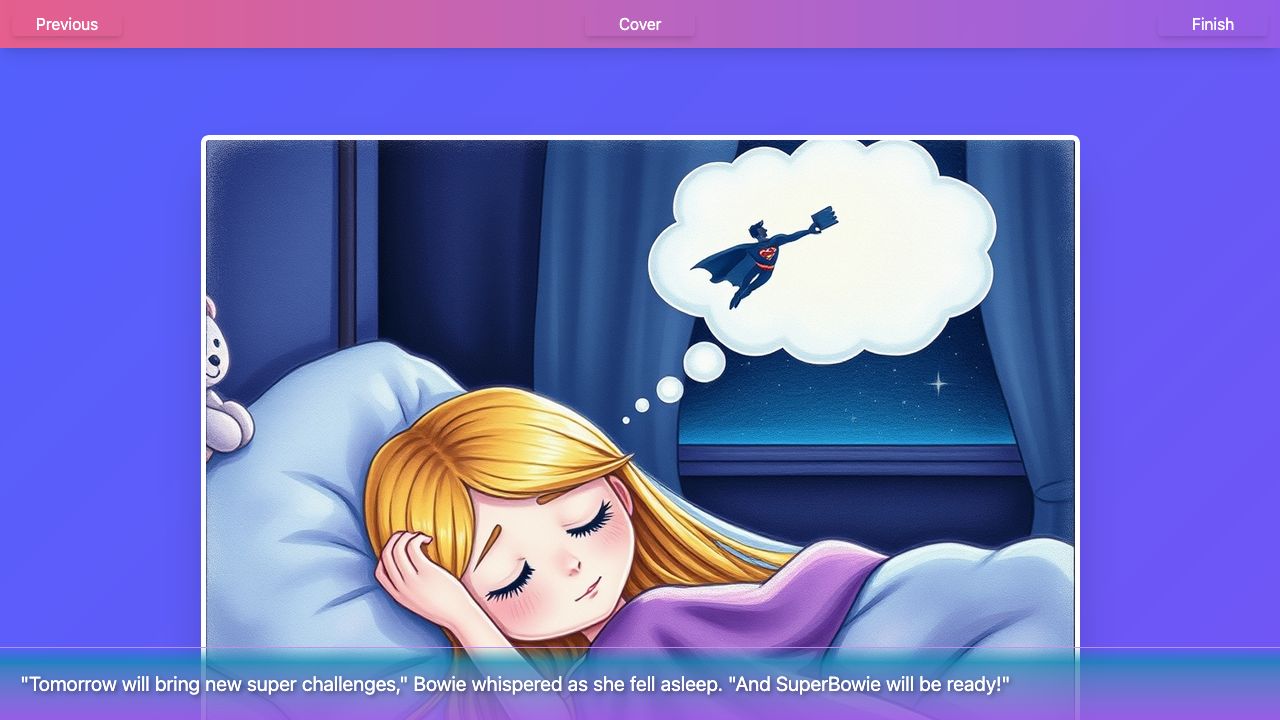 Previous
Cover
Finish
"Tomorrow will bring new super challenges," Bowie whispered as she fell asleep. "And SuperBowie will be ready!"